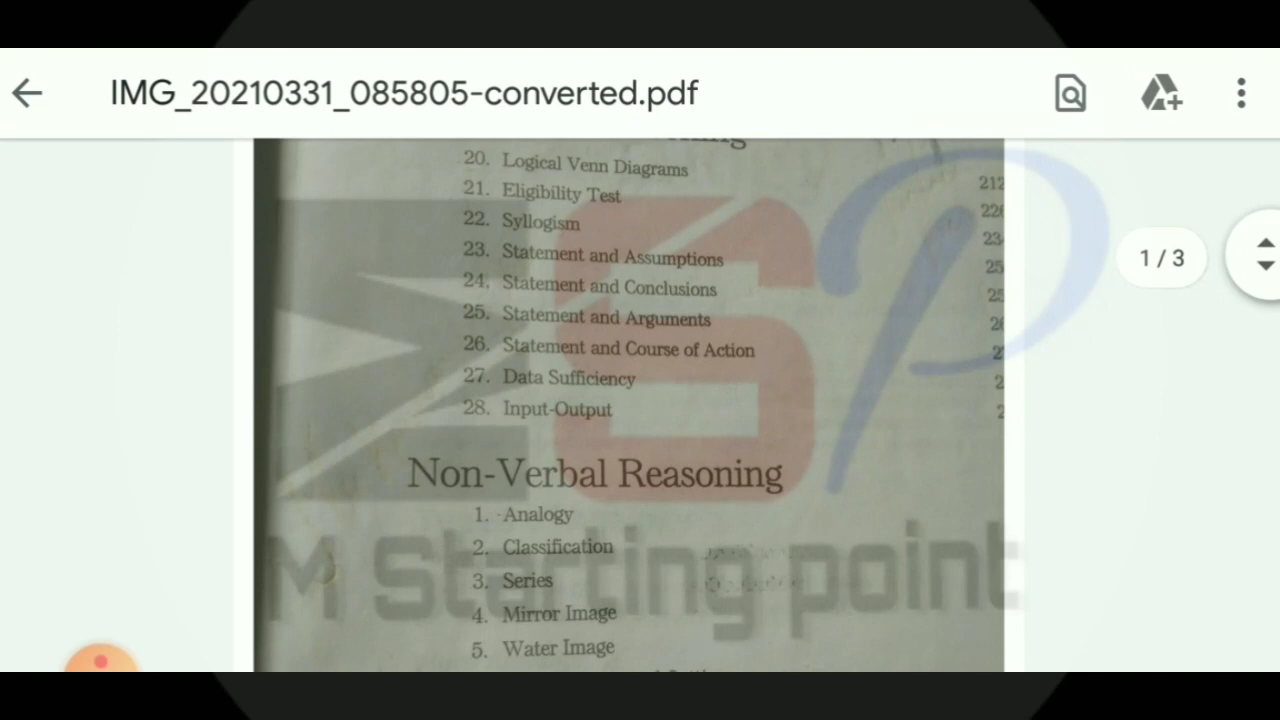 IMG_20210331_085805-converted.pdf
20. Logical Venn Diagrams 212
21. Eligibility Test
22. Syllogism
23. Statement and Assumptions
24. Statement and Conclusions
25. Statement and Arguments
26. Statement and Course of Action
27. Data Sufficiency
28. Input-Output
1 / 3
Non-Verbal Reasoning
1. Analogy
2. Classification
3. Series
4. Mirror Image
5. Water Image
MSP
M Starting point